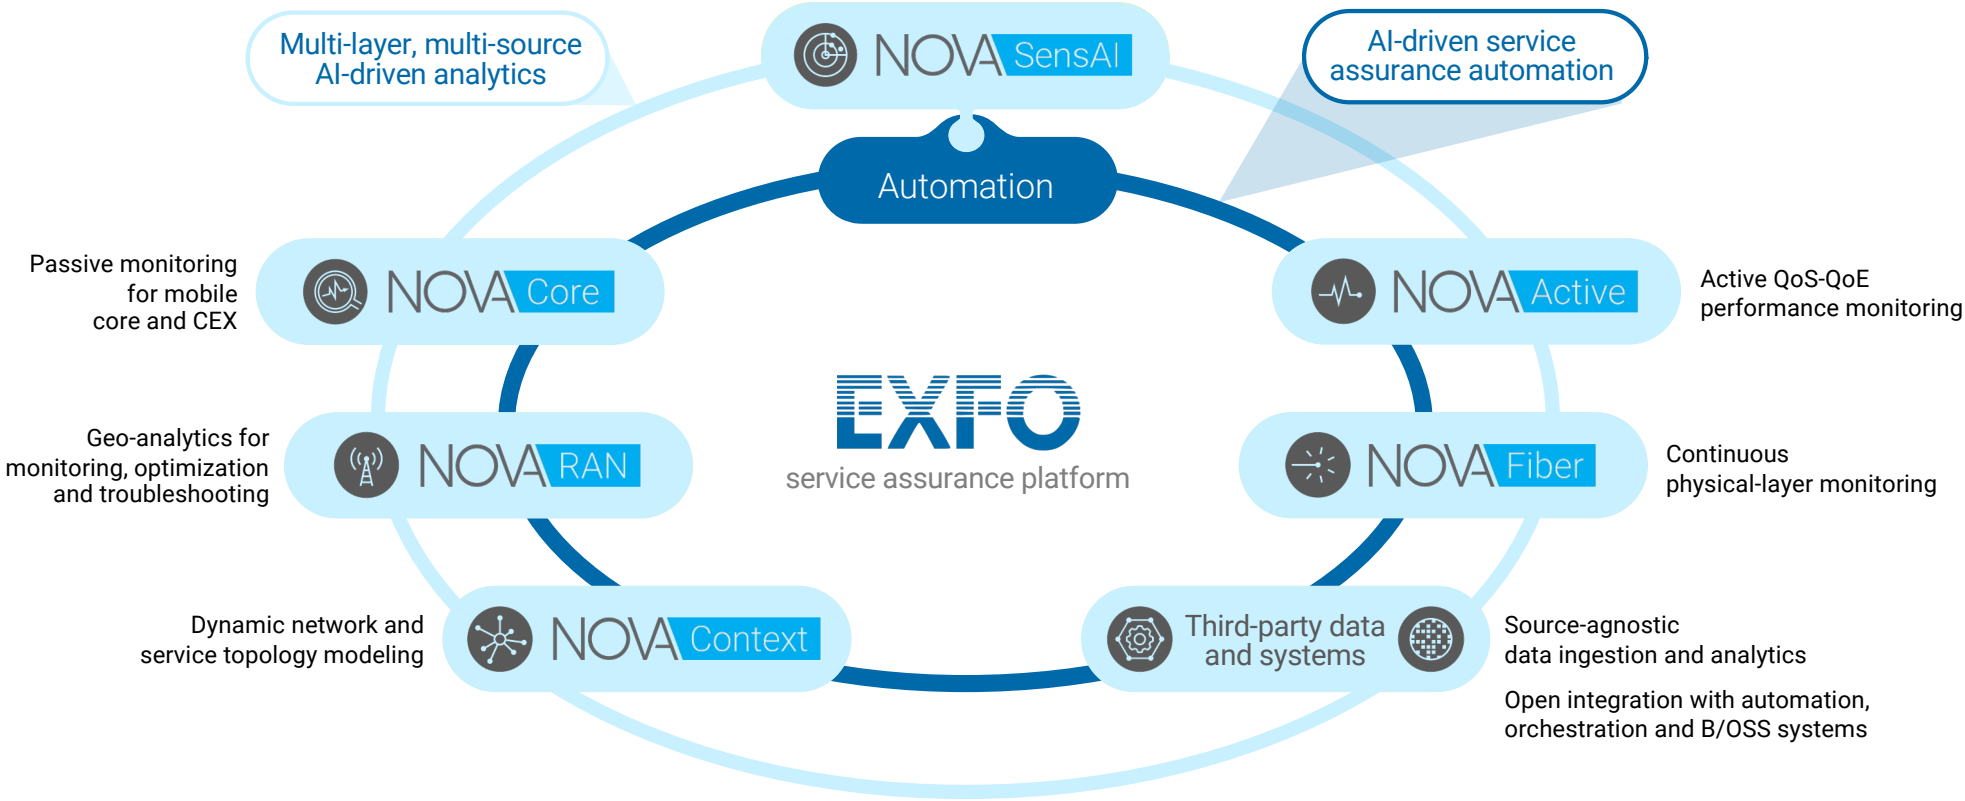 Multi-layer, multi-source
AI-driven analytics
NOVA SensAI
AI-driven service
assurance automation
Automation
Passive monitoring
for mobile
core and CEX
NOVA Core
NOVA Active
Active QoS-QoE
performance monitoring
EXFO
service assurance platform
Geo-analytics for
monitoring, optimization
and troubleshooting
NOVA RAN
NOVA Fiber
Continuous
physical-layer monitoring
Dynamic network and
service topology modeling
NOVA Context
Third-party data
and systems
Source-agnostic
data ingestion and analytics
Open integration with automation,
orchestration and B/OSS systems